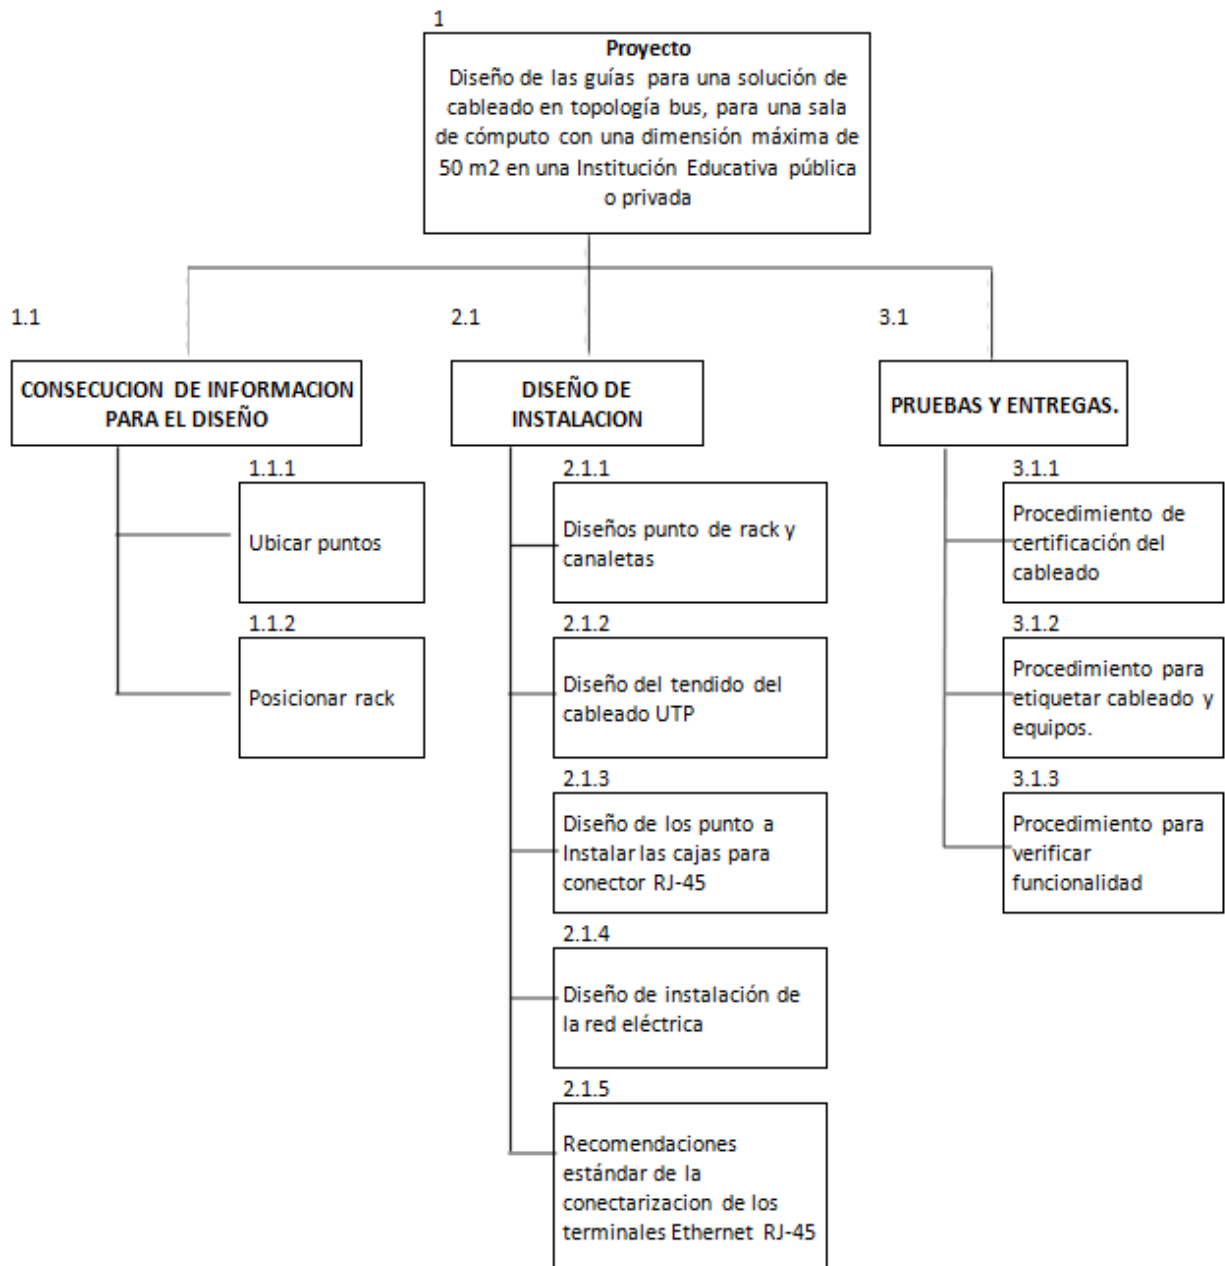 1
Proyecto
Diseño de las guías para una solución de
cableado en topología bus, para una sala
de cómputo con una dimensión máxima de
50 m2 en una Institución Educativa pública
o privada
1.1
CONSECUCION DE INFORMACION
PARA EL DISEÑO
1.1.1
Ubicar puntos
1.1.2
Posicionar rack
2.1
DISEÑO DE
INSTALACION
2.1.1
Diseños punto de rack y
canaletas
2.1.2
Diseño del tendido del
cableado UTP
2.1.3
Diseño de los punto a
Instalar las cajas para
conector RJ-45
2.1.4
Diseño de instalación de
la red eléctrica
2.1.5
Recomendaciones
estándar de la
conectarizacion de los
terminales Ethernet RJ-45
3.1
PRUEBAS Y ENTREGAS.
3.1.1
Procedimiento de
certificación del
cableado
3.1.2
Procedimiento para
etiquetar cableado y
equipos.
3.1.3
Procedimiento para
verificar
funcionalidad